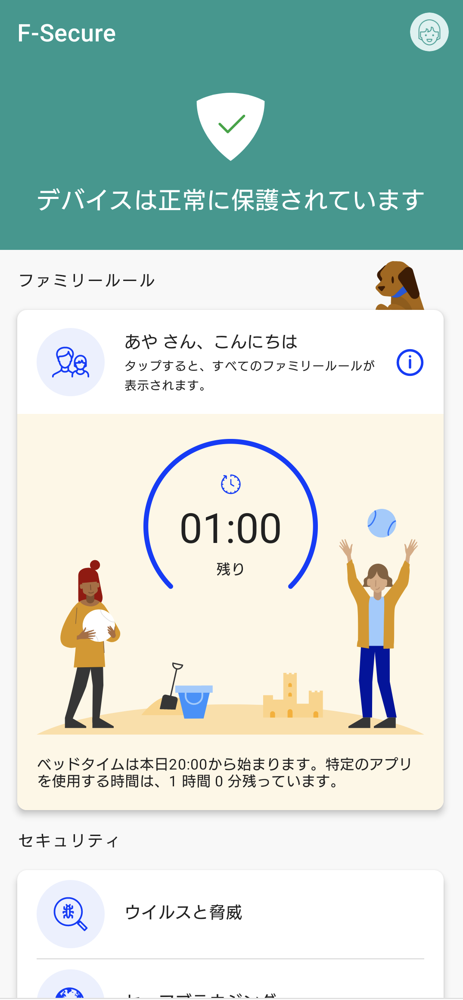 F-Secure
デバイスは正常に保護されています
ファミリールール
あや さん、こんにちは
タップすると、すべてのファミリールールが
表示されます。
01:00
残り
ベッドタイムは本日20:00から始まります。特定のアプリ
を使用する時間は、1 時間 0 分残っています。
セキュリティ
ウイルスと脅威